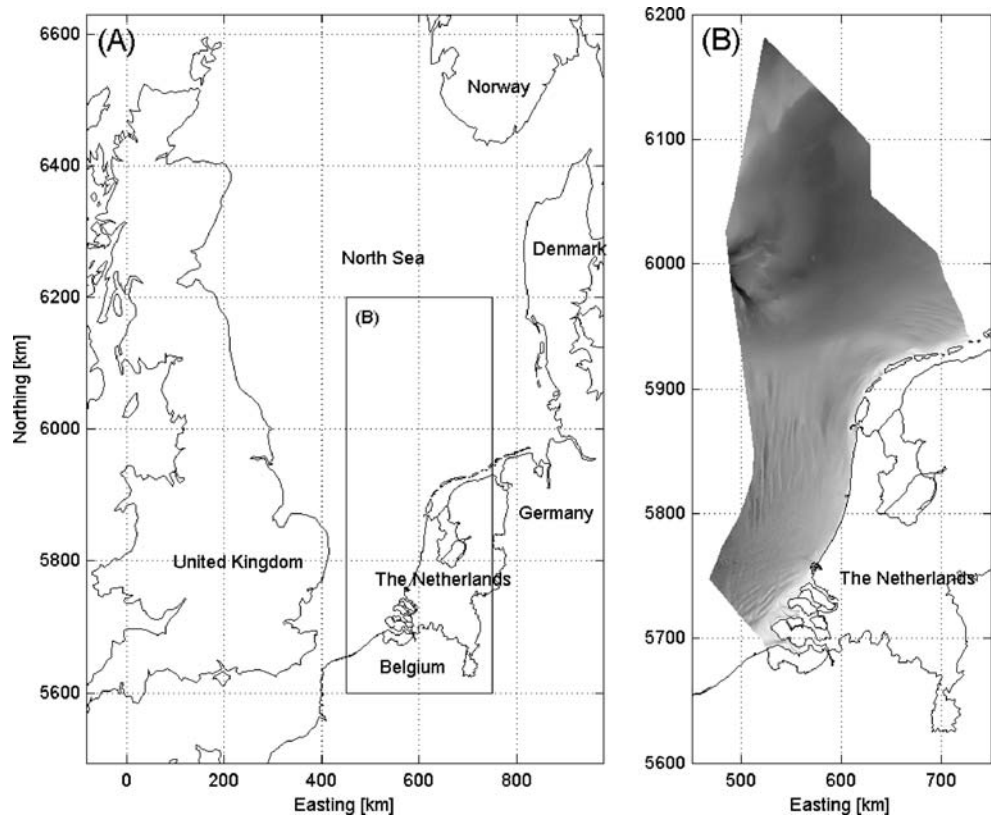 (A)
Norway
North Sea
Denmark
(B)
United Kingdom
Germany
The Netherlands
Belgium
Northing [km]
6600
6400
6200
6000
5800
5600
0
200
400
600
800
Easting [km]
(B)
The Netherlands
6200
6100
6000
5900
5800
5700
5600
500
600
700
Easting [km]